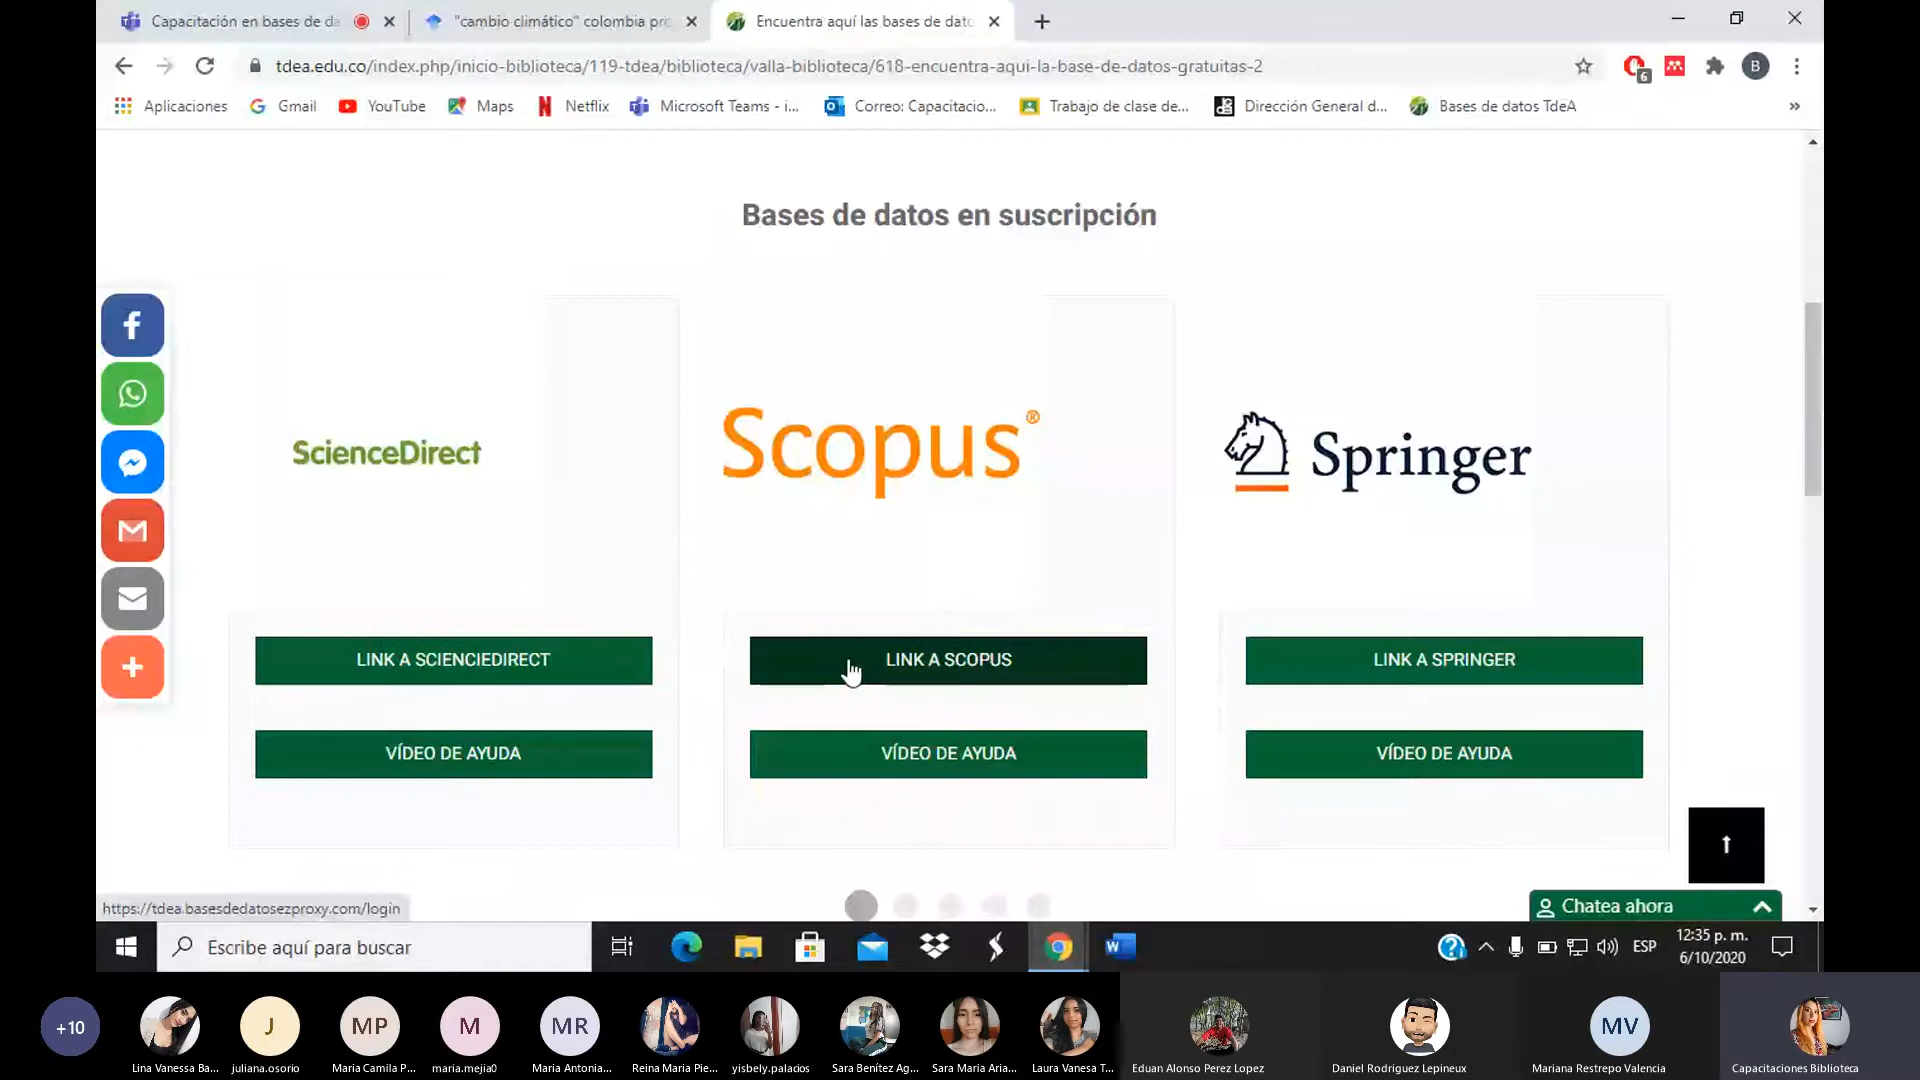 Capacitación en bases de da
"cambio climático" colombia pro
Encuentra aquí las bases de dato
tdea.edu.co/index.php/inicio-biblioteca/119-tdea/biblioteca/valla-biblioteca/618-encuentra-aqui-la-base-de-datos-gratuitas-2
6
B
Aplicaciones
Gmail
YouTube
Maps
Netflix
Microsoft Teams - i...
Correo: Capacitacio...
Trabajo de clase de...
Dirección General d...
Bases de datos TdeA
»
Bases de datos en suscripción
ScienceDirect
Scopus®
Springer
LINK A SCIENCIEDIRECT
LINK A SCOPUS
LINK A SPRINGER
VÍDEO DE AYUDA
VÍDEO DE AYUDA
VÍDEO DE AYUDA
Chatea ahora
https://tdea.basesdedatosezproxy.com/login
Escribe aquí para buscar
ESP
12:35 p. m.
6/10/2020
+10
J
MP
M
MR
MV
Lina Vanessa Ba...
juliana.osorio
Maria Camila P...
maria.mejia0
Maria Antonia...
Reina Maria Pie...
yisbely.palacios
Sara Benítez Ag...
Sara Maria Aria...
Laura Vanesa T...
Eduan Alonso Perez Lopez
Daniel Rodriguez Lepineux
Mariana Restrepo Valencia
Capacitaciones Biblioteca